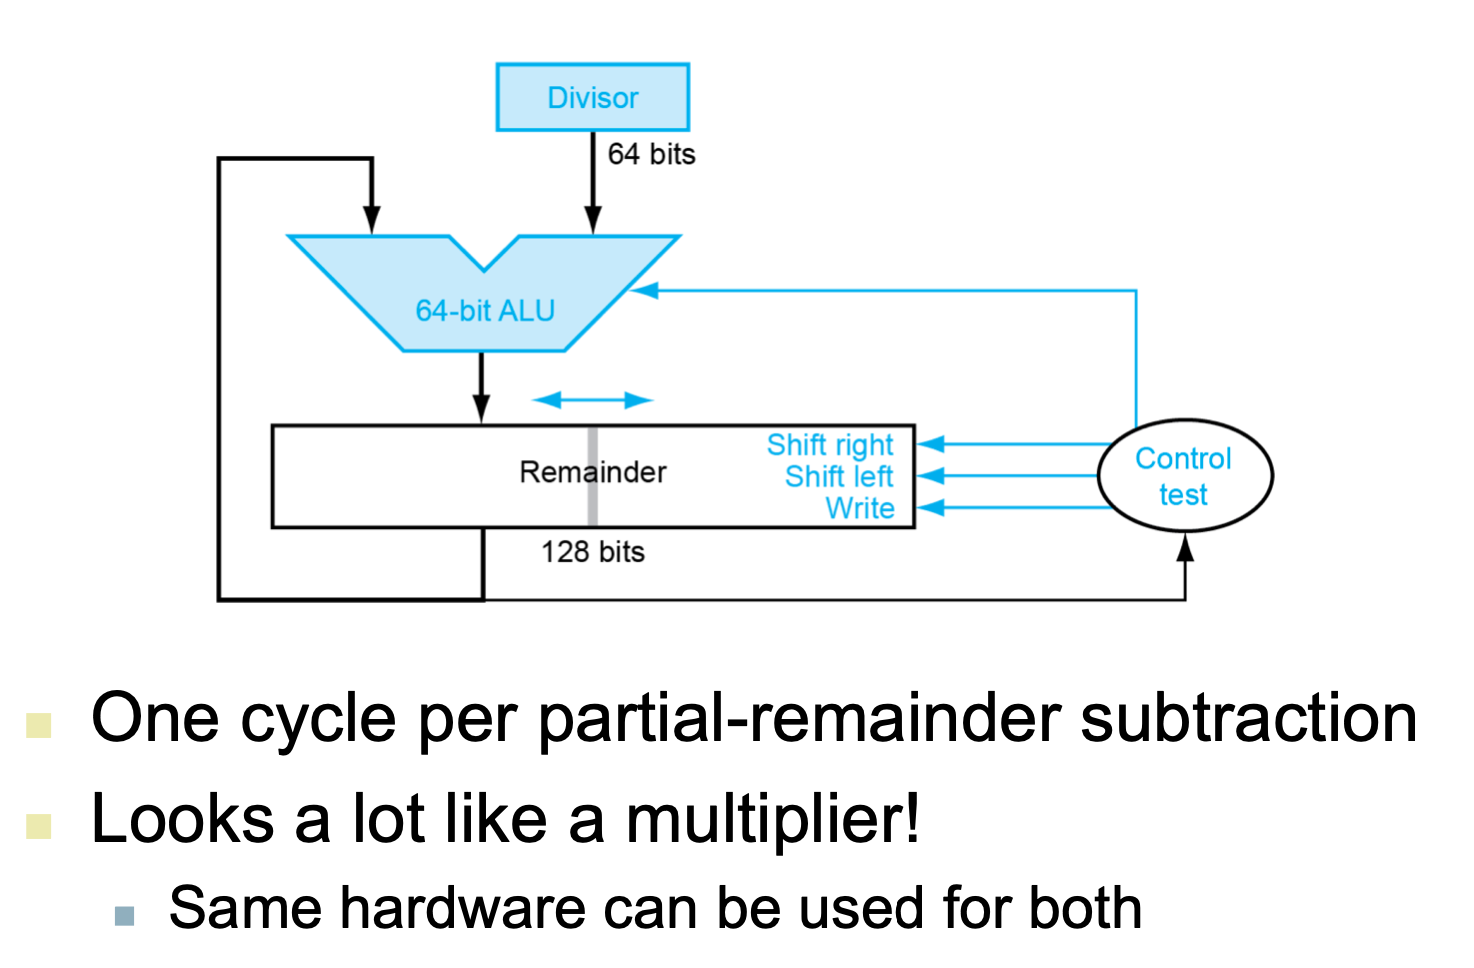 Divisor
64 bits
64-bit ALU
Remainder
Shift right
Shift left
Write
Control
test
128 bits
One cycle per partial-remainder subtraction
Looks a lot like a multiplier!
Same hardware can be used for both